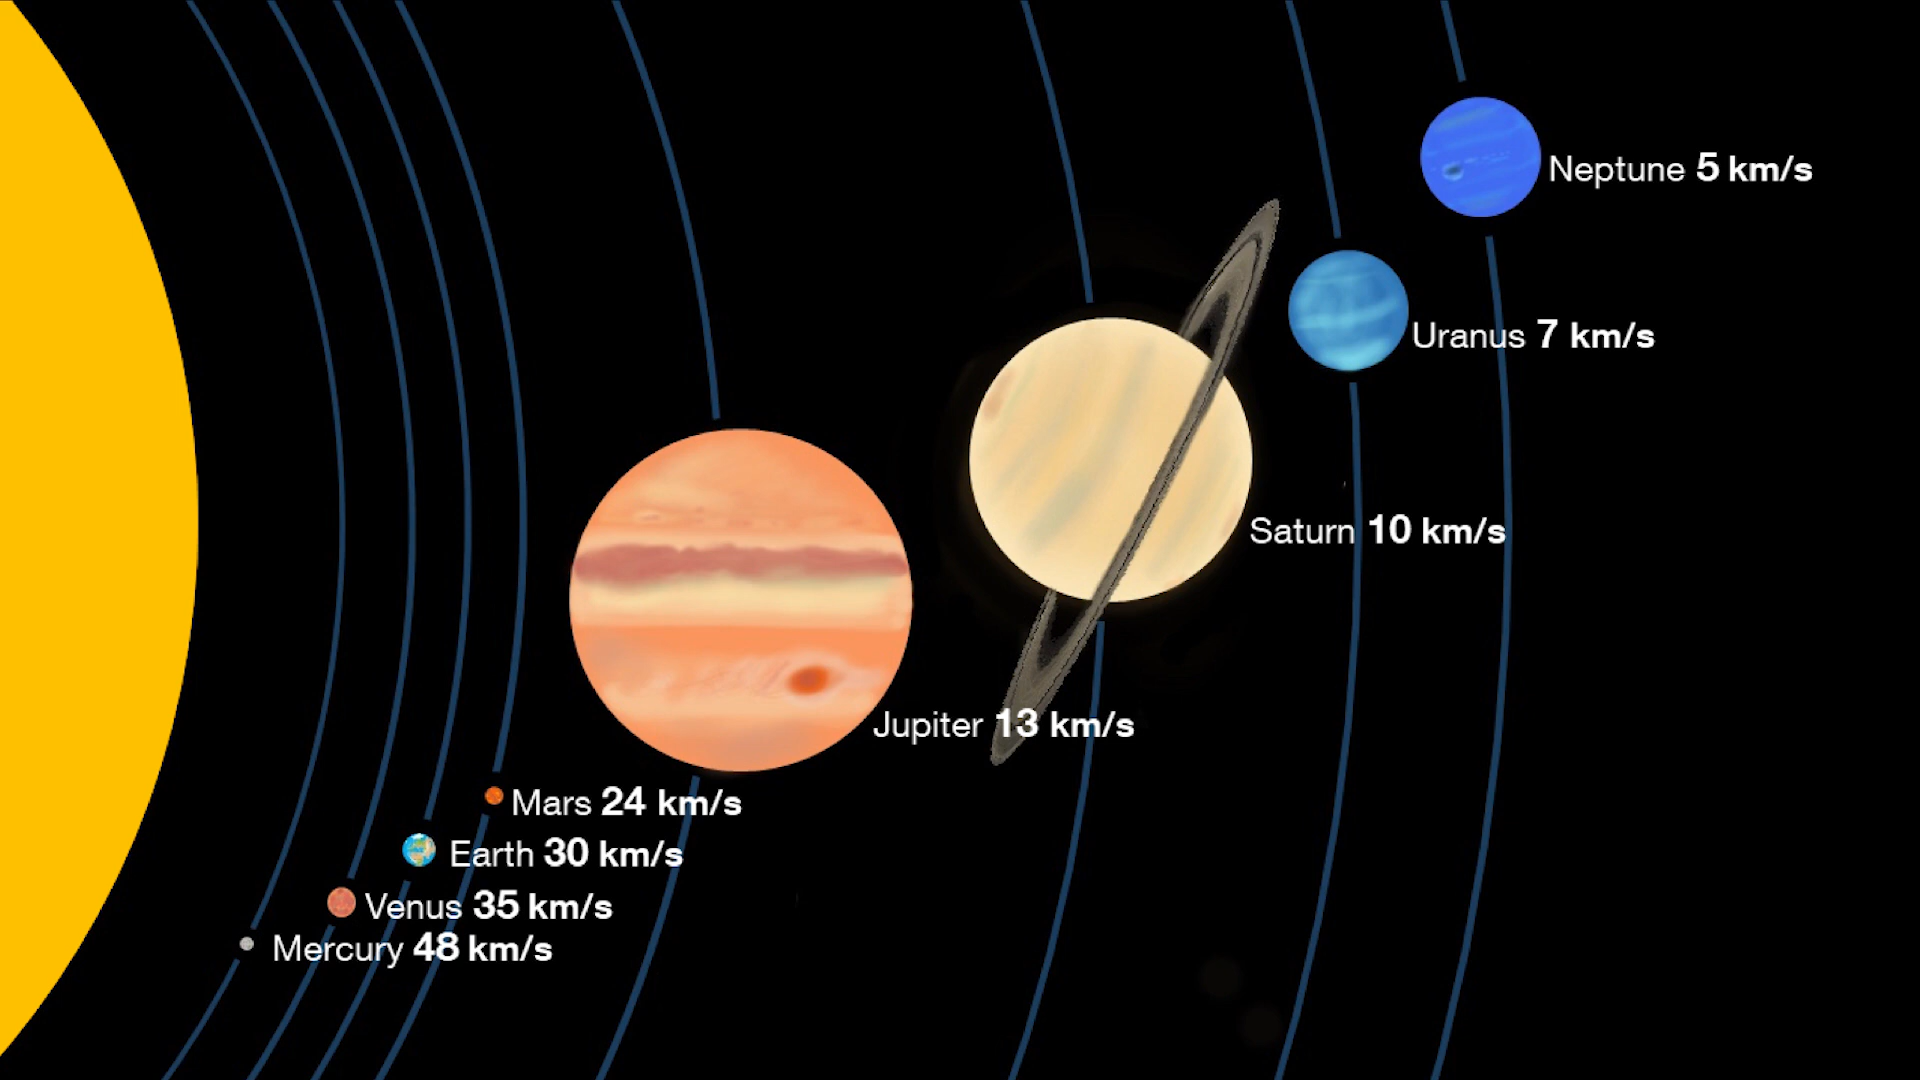 Neptune 5 km/s
Uranus 7 km/s
Saturn 10 km/s
Jupiter 13 km/s
Mars 24 km/s
Earth 30 km/s
Venus 35 km/s
Mercury 48 km/s